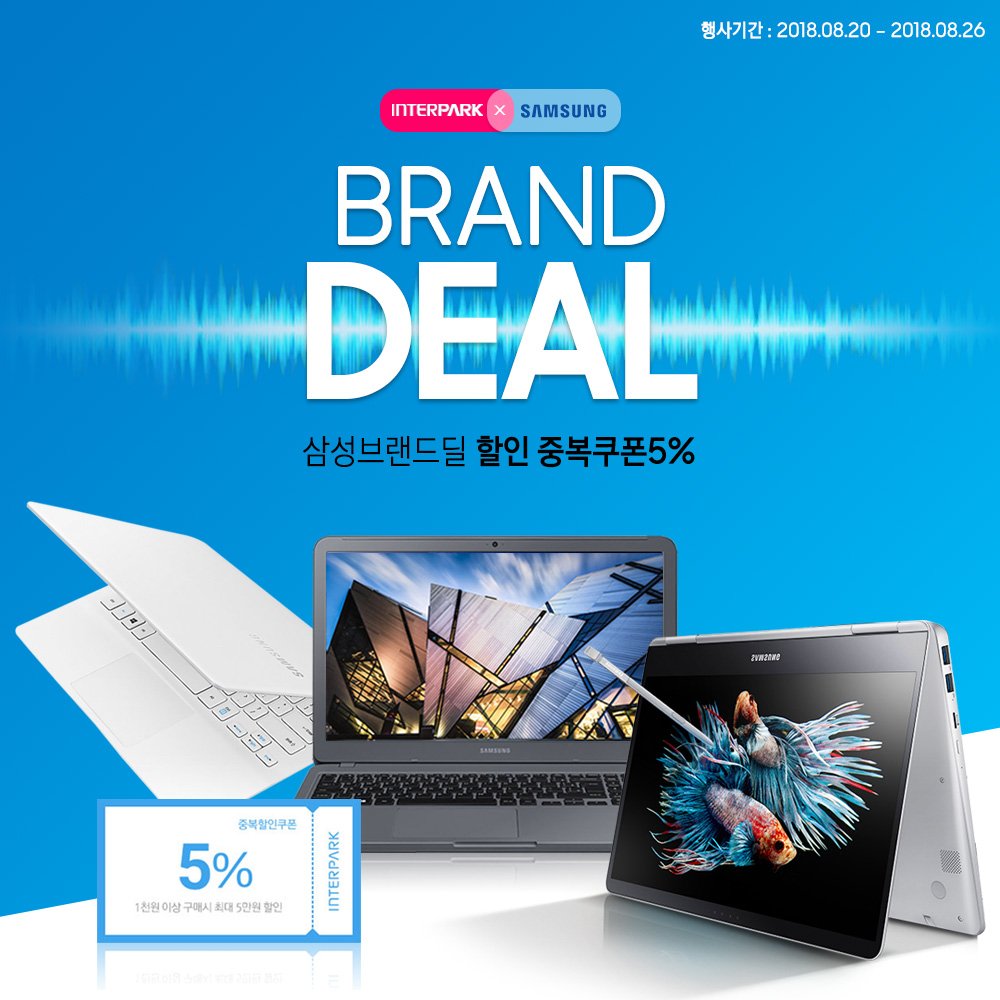 행사기간 : 2018.08.20 - 2018.08.26
INTERPARK × SAMSUNG
BRAND
DEAL
삼성브랜드딜 할인 중복쿠폰5%
SAMSUNG
SAMSUNG
SAMSUNG
중복할인쿠폰
5%
1천원 이상 구매시 최대 5만원 할인
INTERPARK